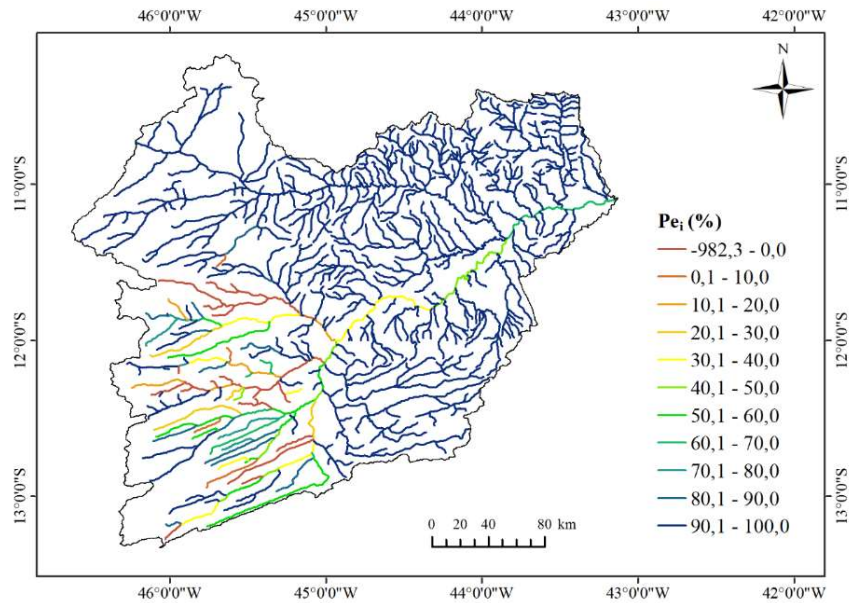 46°0'0"W 45°0'0"W 44°0'0"W 43°0'0"W 42°0'0"W
N
11°0'0"S 11°0'0"S
Pe i (%)
-982,3 - 0,0
0,1 - 10,0
10,1 - 20,0
20,1 - 30,0
12°0'0"S 12°0'0"S
30,1 - 40,0
40,1 - 50,0
50,1 - 60,0
60,1 - 70,0
70,1 - 80,0
80,1 - 90,0
90,1 - 100,0
13°0'0"S 13°0'0"S
0 20 40 80 km
46°0'0"W 45°0'0"W 44°0'0"W 43°0'0"W 42°0'0"W